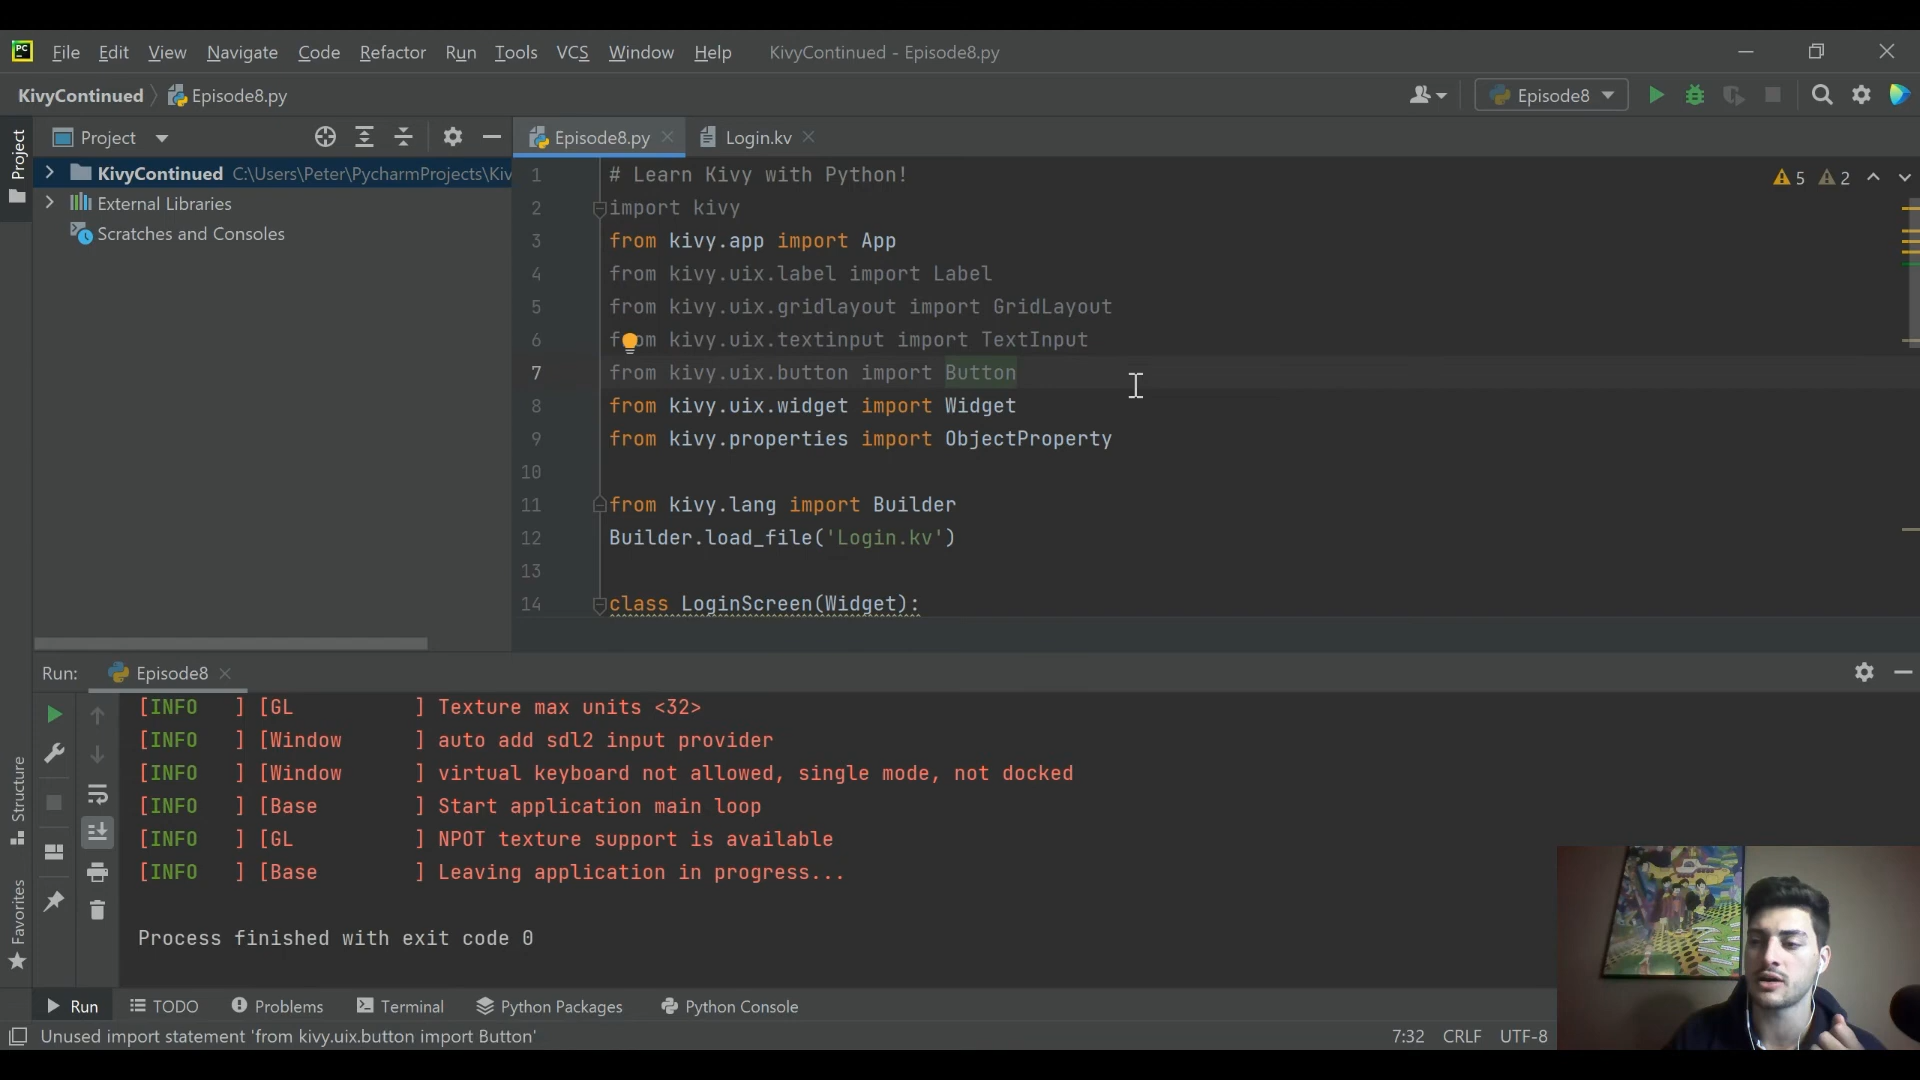 PC File Edit View Navigate Code Refactor Run Tools VCS Window Help KivyContinued - Episode8.py
KivyContinued Episode8.py Episode8
Project
Project Episode8.py Login.kv
KivyContinued C:\Users\Peter\PycharmProjects\Kiv
External Libraries
Scratches and Consoles
5 2
1 # Learn Kivy with Python!
2 import kivy
3 from kivy.app import App
4 from kivy.uix.label import Label
5 from kivy.uix.gridlayout import GridLayout
6 from kivy.uix.textinput import TextInput
7 from kivy.uix.button import Button
8 from kivy.uix.widget import Widget
9 from kivy.properties import ObjectProperty
10
11 from kivy.lang import Builder
12 Builder.load_file('Login.kv')
13
14 class LoginScreen(Widget):
Run: Episode8
[INFO ] [GL ] Texture max units <32>
[INFO ] [Window ] auto add sdl2 input provider
[INFO ] [Window ] virtual keyboard not allowed, single mode, not docked
[INFO ] [Base ] Start application main loop
[INFO ] [GL ] NPOT texture support is available
[INFO ] [Base ] Leaving application in progress...
Process finished with exit code 0
Structure
Favorites
Run TODO Problems Terminal Python Packages Python Console
Unused import statement 'from kivy.uix.button import Button' 7:32 CRLF UTF-8